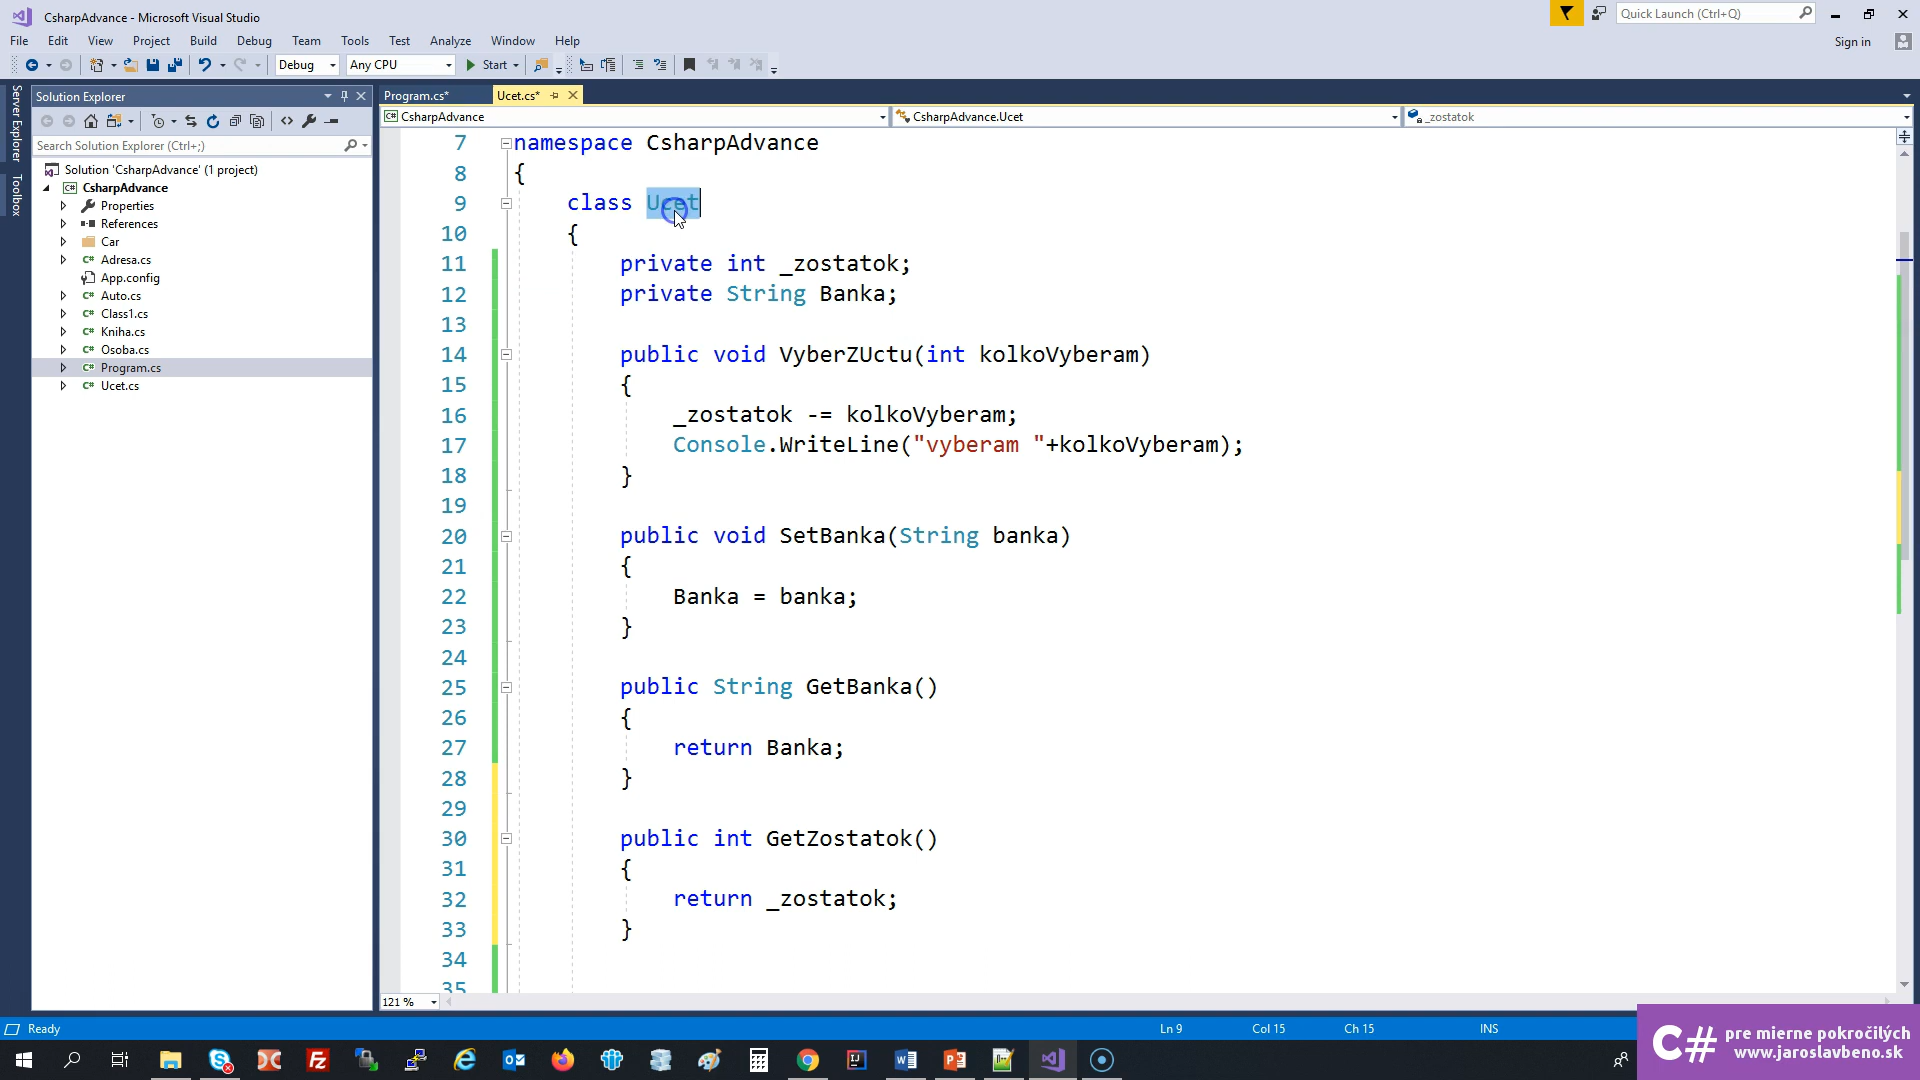 CsharpAdvance - Microsoft Visual Studio
Quick Launch (Ctrl+Q)
File Edit View Project Build Debug Team Tools Test Analyze Window Help
Sign in
Debug Any CPU Start
Server Explorer
Toolbox
Solution Explorer
Search Solution Explorer (Ctrl+;)
Solution 'CsharpAdvance' (1 project)
CsharpAdvance
Properties
References
Car
Adresa.cs
App.config
Auto.cs
Class1.cs
Kniha.cs
Osoba.cs
Program.cs
Ucet.cs
Program.cs* Ucet.cs*
CsharpAdvance CsharpAdvance.Ucet _zostatok
7 namespace CsharpAdvance
8 {
9 class Ucet
10 {
11 private int _zostatok;
12 private String Banka;
13
14 public void VyberZUctu(int kolkoVyberam)
15 {
16 _zostatok -= kolkoVyberam;
17 Console.WriteLine("vyberam "+kolkoVyberam);
18 }
19
20 public void SetBanka(String banka)
21 {
22 Banka = banka;
23 }
24
25 public String GetBanka()
26 {
27 return Banka;
28 }
29
30 public int GetZostatok()
31 {
32 return _zostatok;
33 }
34
35
121 %
Ready Ln 9 Col 15 Ch 15 INS
C# pre mierne pokročilých
www.jaroslavbeno.sk